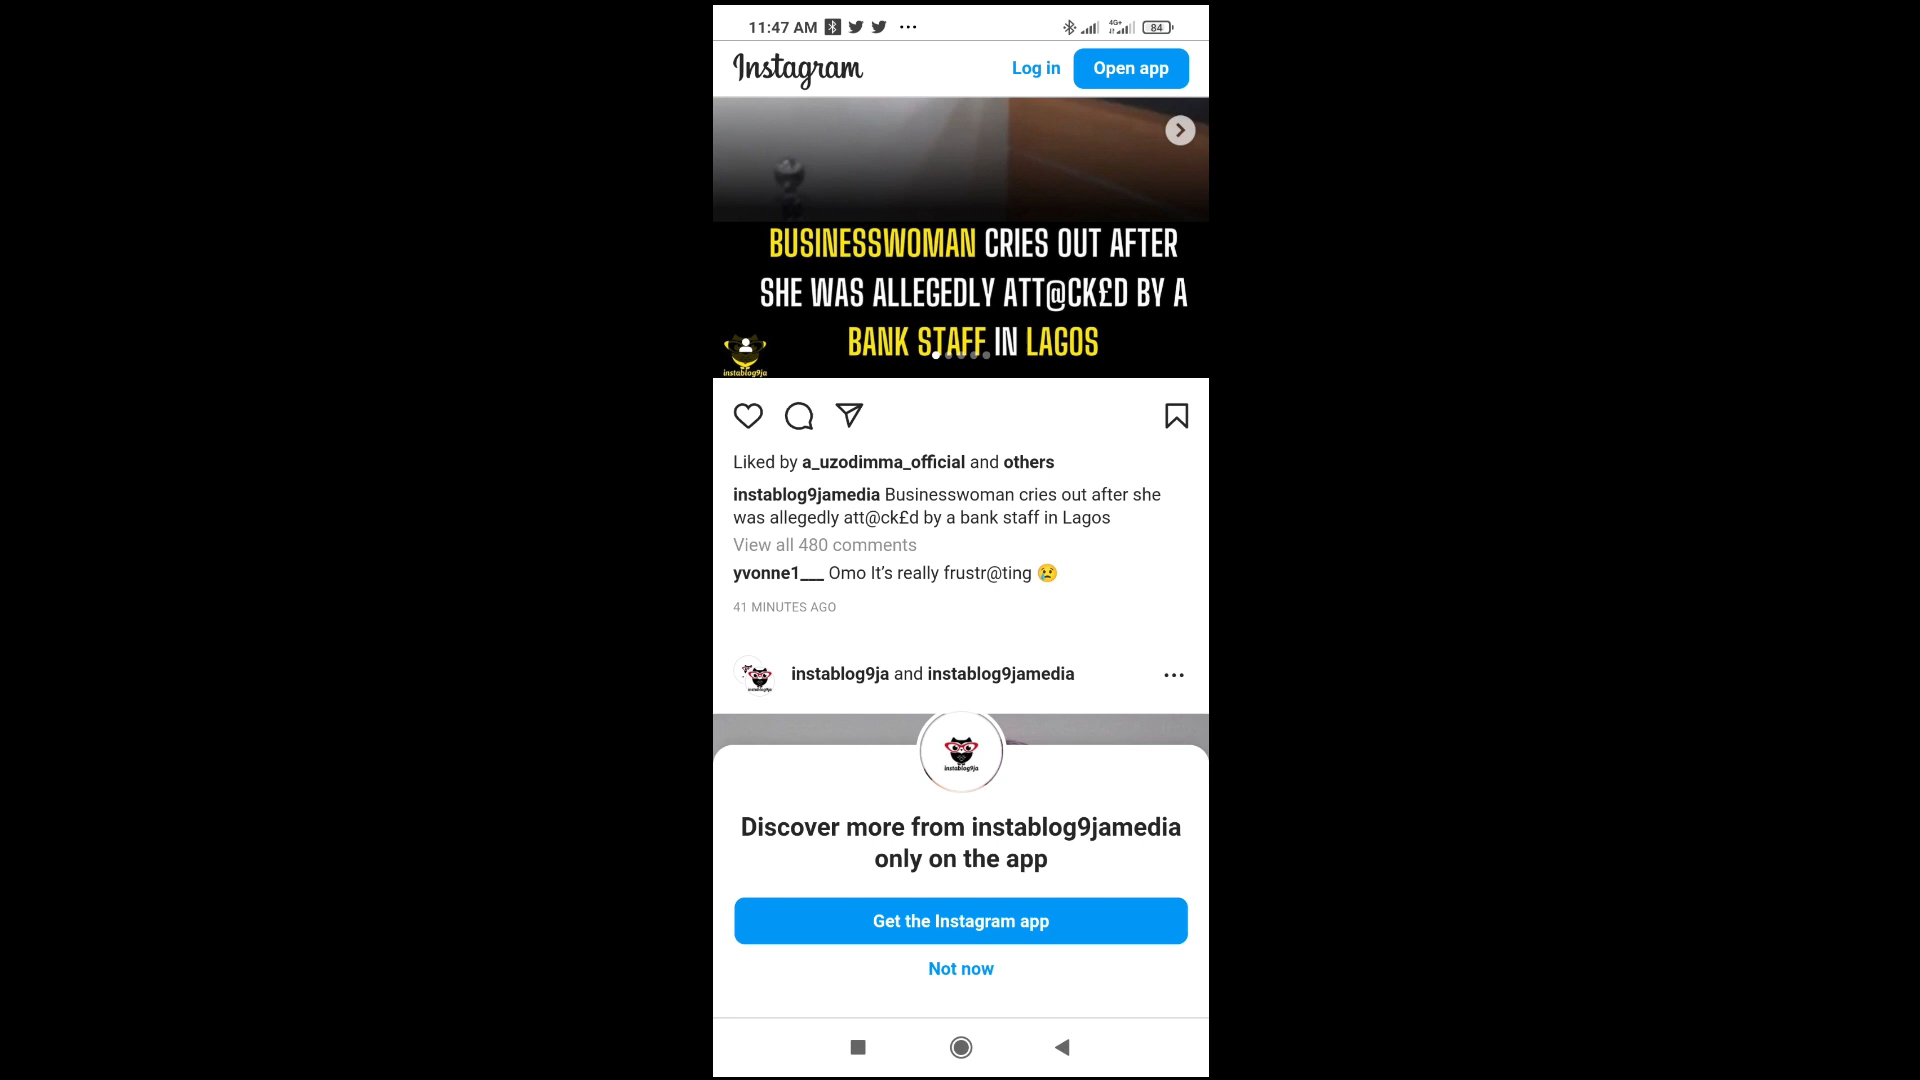 11:47 AM
4G+
84
Instagram
Log in
Open app
BUSINESSWOMAN CRIES OUT AFTER
SHE WAS ALLEGEDLY ATT@CK£D BY A
BANK STAFF IN LAGOS
instablog9ja
Liked by a_uzodimma_official and others
instablog9jamedia Businesswoman cries out after she
was allegedly att@ck£d by a bank staff in Lagos
View all 480 comments
yvonne1___ Omo It’s really frustr@ting 😢
41 MINUTES AGO
instablog9ja
instablog9ja and instablog9jamedia
instablog9ja
Discover more from instablog9jamedia
only on the app
Get the Instagram app
Not now